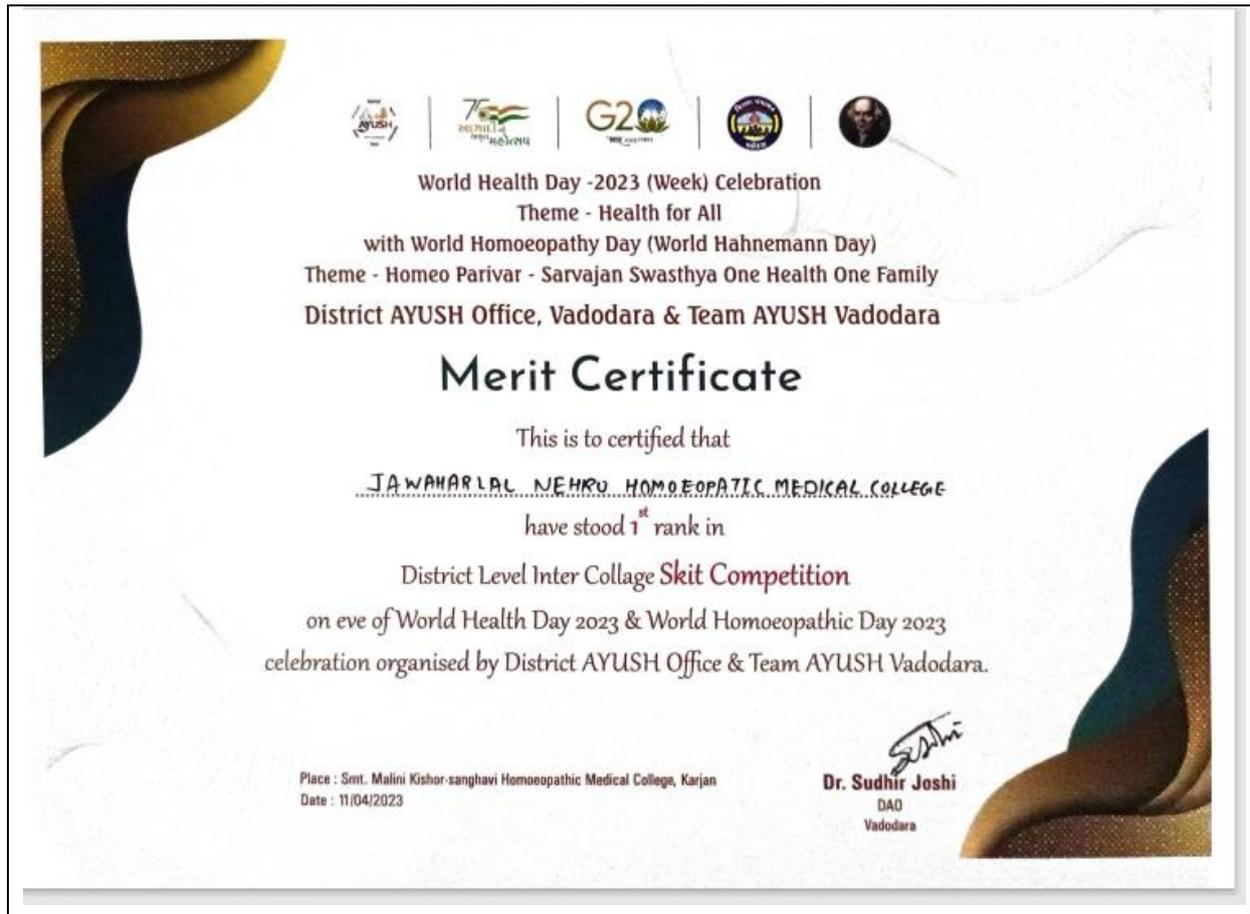 AYUSH
75
G20
World Health Day -2023 (Week) Celebration
Theme - Health for All
with World Homoeopathy Day (World Hahnemann Day)
Theme - Homeo Parivar - Sarvajan Swasthya One Health One Family
District AYUSH Office, Vadodara & Team AYUSH Vadodara
Merit Certificate
This is to certified that
JAWAHARLAL NEHRU HOMOEOPATIC MEDICAL COLLEGE
have stood 1st rank in
District Level Inter Collage Skit Competition
on eve of World Health Day 2023 & World Homoeopathic Day 2023
celebration organised by District AYUSH Office & Team AYUSH Vadodara.
Place : Smt. Malini Kishor-sanghavi Homoeopathic Medical College, Karjan
Date : 11/04/2023
Dr. Sudhir Joshi
DAO
Vadodara